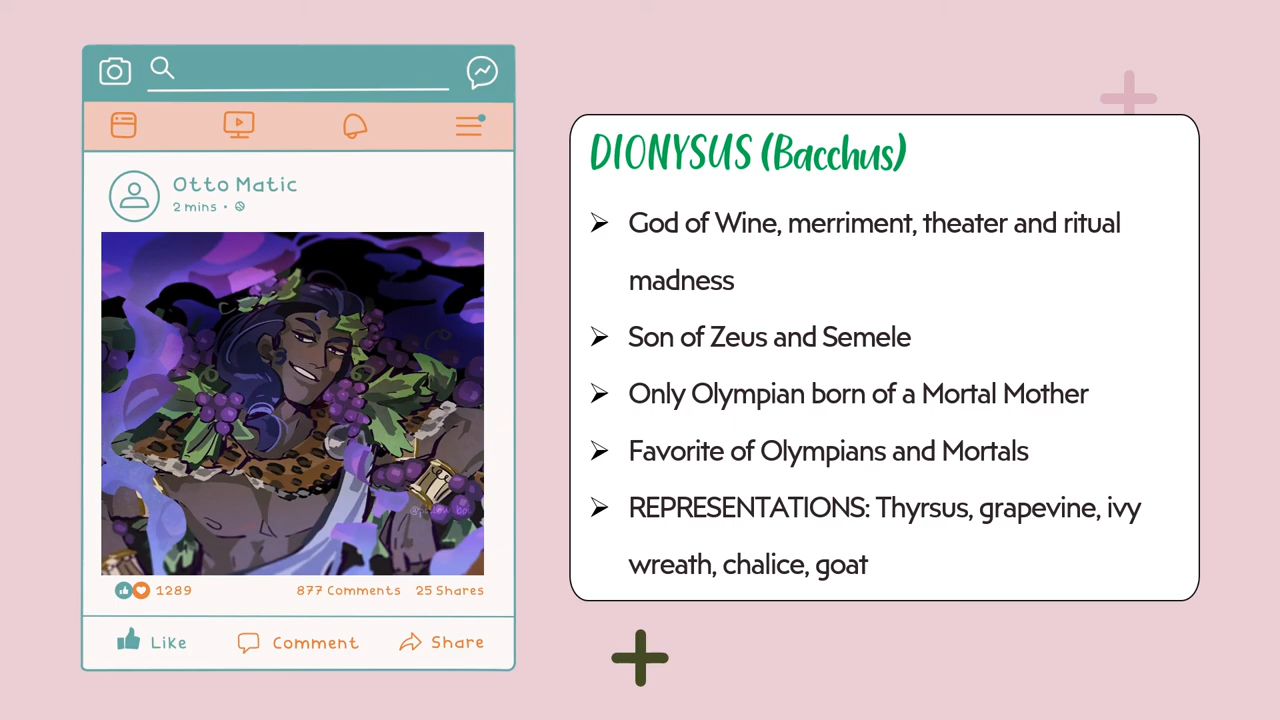 Otto Matic
2 mins •
1289
877 Comments 25 Shares
Like Comment Share
DIONYSUS (Bacchus)
➢ God of Wine, merriment, theater and ritual
madness
➢ Son of Zeus and Semele
➢ Only Olympian born of a Mortal Mother
➢ Favorite of Olympians and Mortals
➢ REPRESENTATIONS: Thyrsus, grapevine, ivy
wreath, chalice, goat